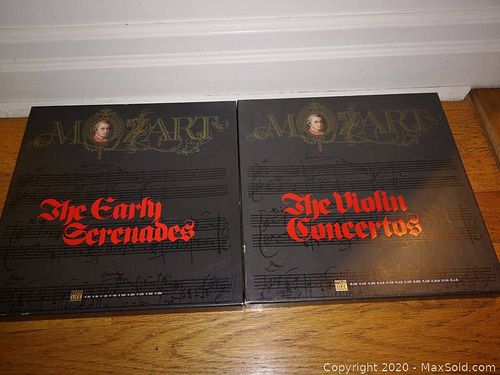 MOZART
The Early
Serenades
MOZART
The Violin
Concertos
Copyright © 2020 - MaxSold.com